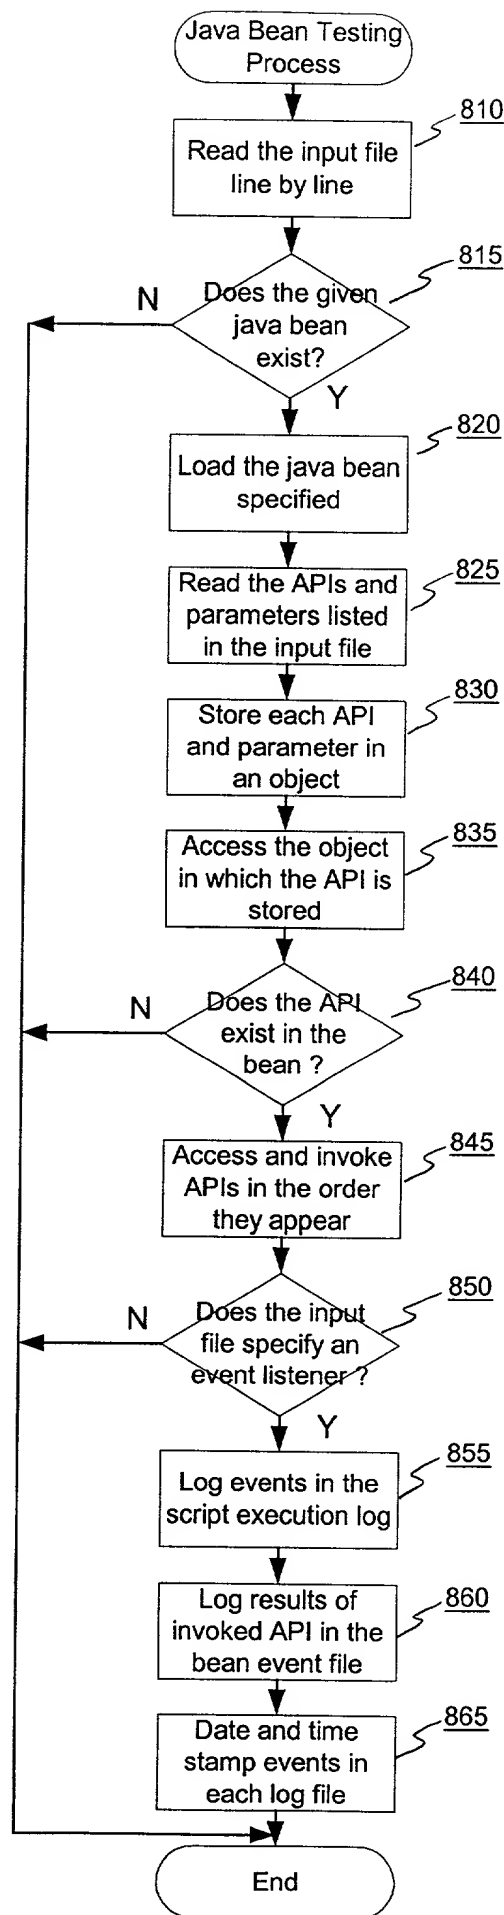 Java Bean Testing
Process
810
Read the input file
line by line
815
N
Does the given
java bean
exist?
Y
820
Load the java bean
specified
825
Read the APIs and
parameters listed
in the input file
830
Store each API
and parameter in
an object
835
Access the object
in which the API is
stored
840
N
Does the API
exist in the
bean ?
Y
845
Access and invoke
APIs in the order
they appear
850
N
Does the input
file specify an
event listener ?
Y
855
Log events in the
script execution log
860
Log results of
invoked API in the
bean event file
865
Date and time
stamp events in
each log file
End